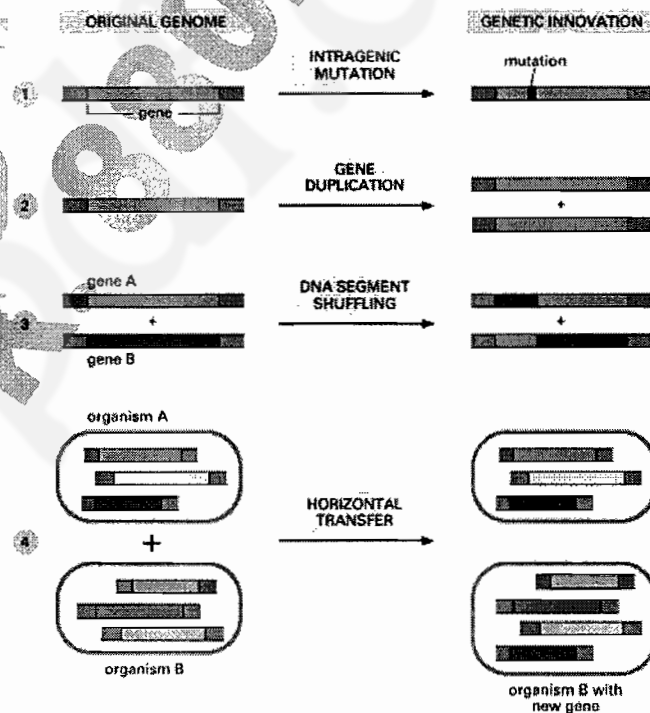 ORIGINAL GENOME
GENETIC INNOVATION
INTRAGENIC
MUTATION
mutation
1
gene
GENE
DUPLICATION
2
+
gene A
DNA SEGMENT
SHUFFLING
3
+
+
gene B
organism A
HORIZONTAL
TRANSFER
4
+
organism B
organism B with
new gene